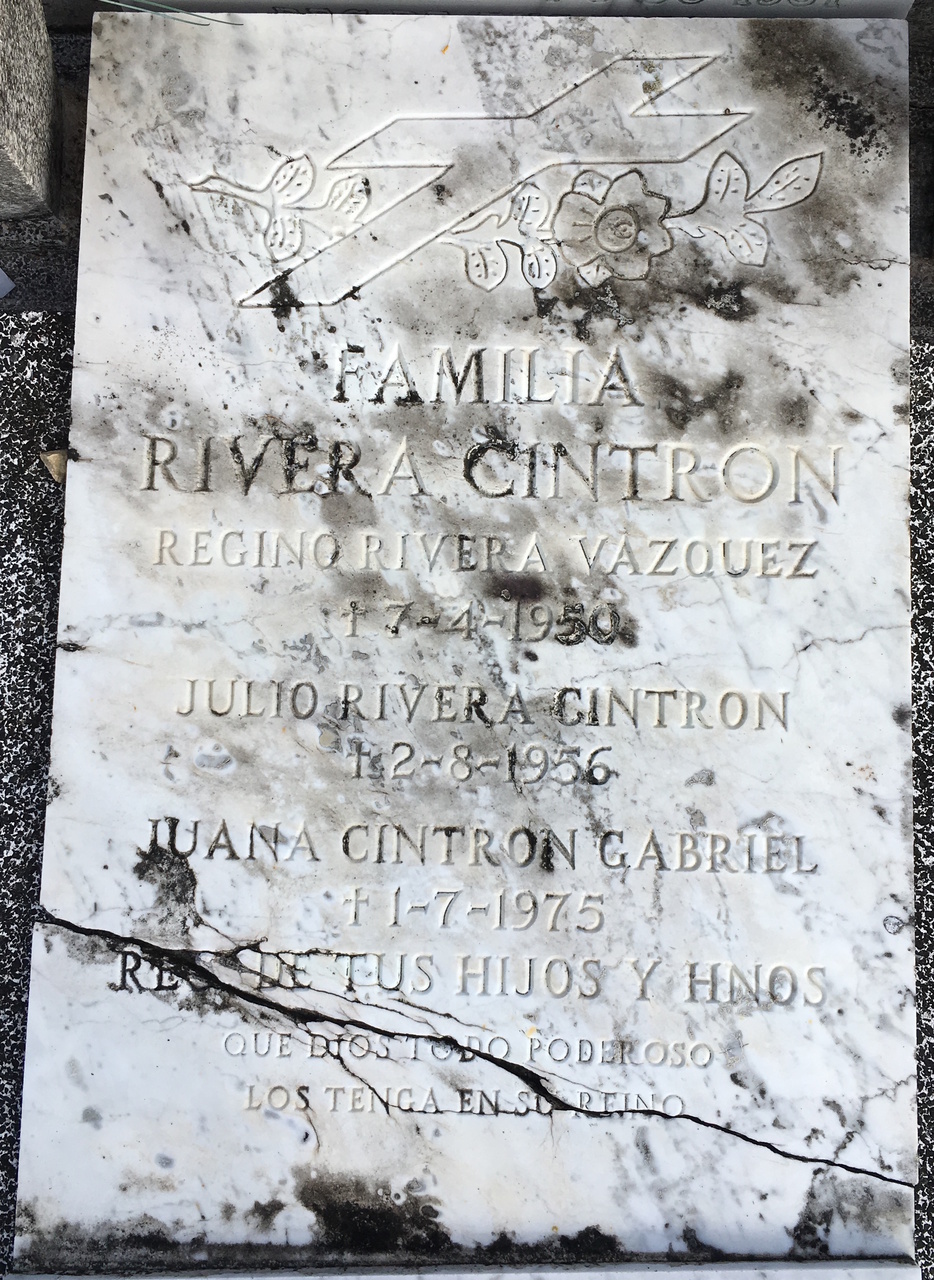 FAMILIA
RIVERA CINTRON
REGINO RIVERA VAZQUEZ
† 7-4-1950
JULIO RIVERA CINTRON
† 2-8-1956
JUANA CINTRON GABRIEL
† 1-7-1975
REC DE TUS HIJOS Y HNOS
QUE DIOS TODO PODEROSO
LOS TENGA EN SU REINO